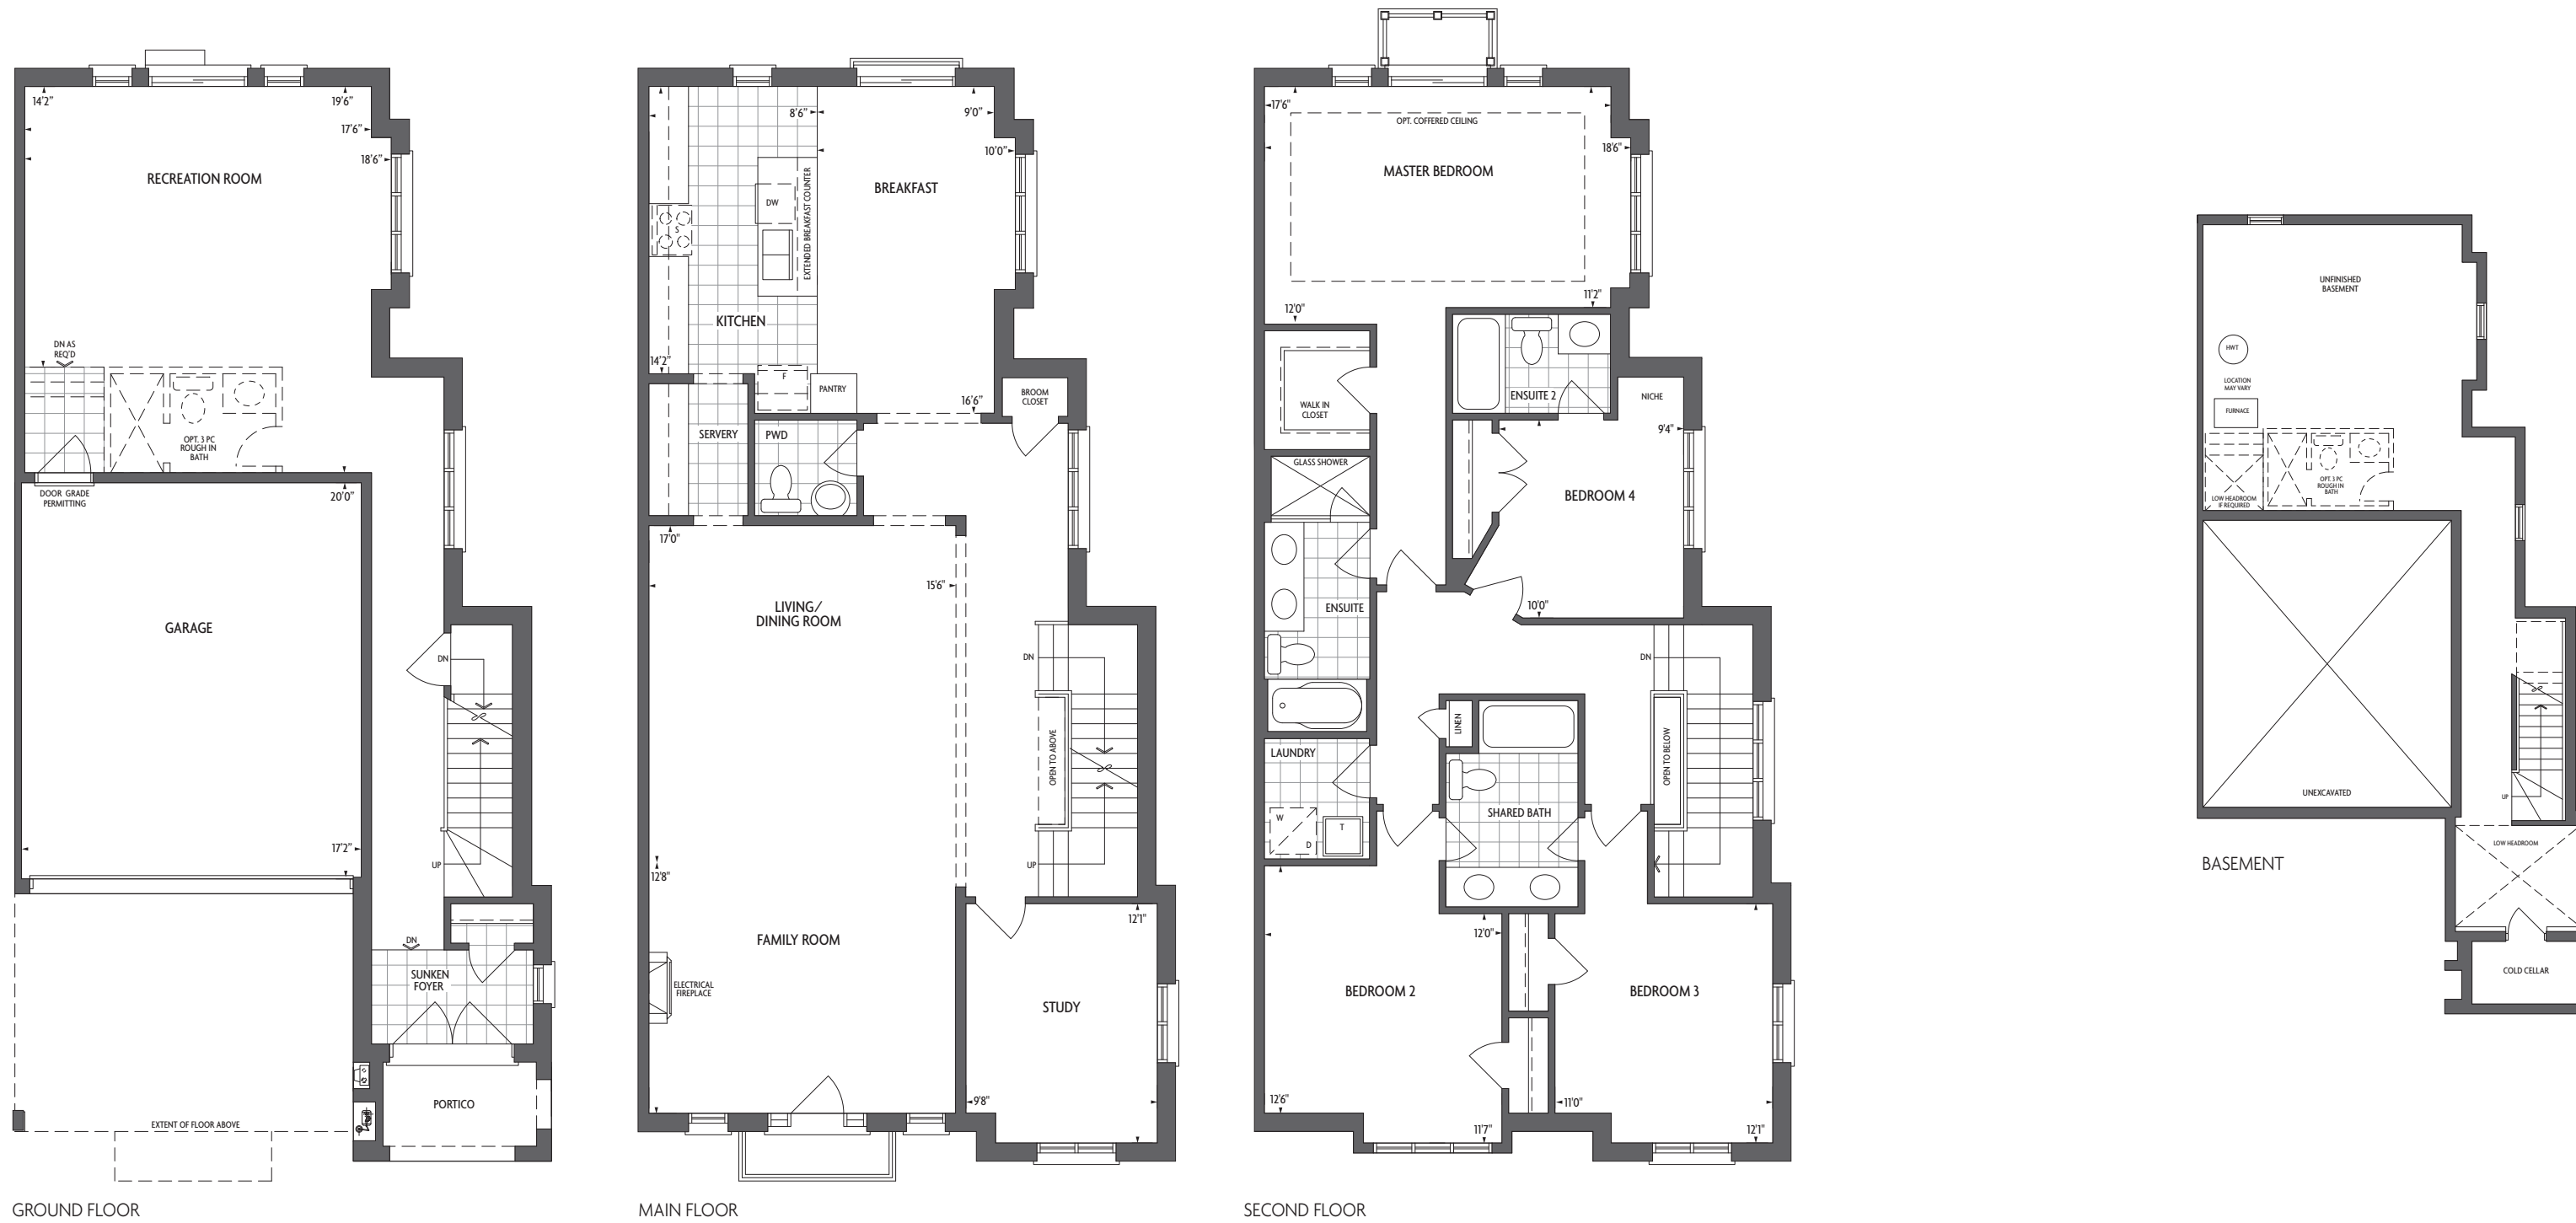 14'2"
19'6"
17'6"
18'6"
RECREATION ROOM
DN AS
REQ'D
OPT. 3 PC
ROUGH IN
BATH
DOOR GRADE
PERMITTING
20'0"
GARAGE
DN
17'2"
UP
DN
SUNKEN
FOYER
PORTICO
EXTENT OF FLOOR ABOVE
GROUND FLOOR
8'6"
9'0"
10'0"
DW
EXTENDED BREAKFAST COUNTER
BREAKFAST
S
KITCHEN
14'2"
F
PANTRY
16'6"
BROOM
CLOSET
SERVERY
PWD
17'0"
15'6"
LIVING/
DINING ROOM
DN
OPEN TO ABOVE
UP
12'8"
12'1"
FAMILY ROOM
ELECTRICAL
FIREPLACE
STUDY
9'8"
MAIN FLOOR
17'6"
OPT. COFFERED CEILING
18'6"
MASTER BEDROOM
11'2"
12'0"
WALK IN
CLOSET
ENSUITE 2
NICHE
9'4"
GLASS SHOWER
BEDROOM 4
ENSUITE
10'0"
DN
LINEN
OPEN TO BELOW
LAUNDRY
W
T
D
SHARED BATH
12'0"
BEDROOM 2
BEDROOM 3
12'6"
11'0"
11'7"
12'1"
SECOND FLOOR
UNFINISHED
BASEMENT
HWT
LOCATION
MAY VARY
FURNACE
OPT. 3 PC
ROUGH IN
BATH
LOW HEADROOM
IF REQUIRED
UNEXCAVATED
UP
LOW HEADROOM
COLD CELLAR
BASEMENT